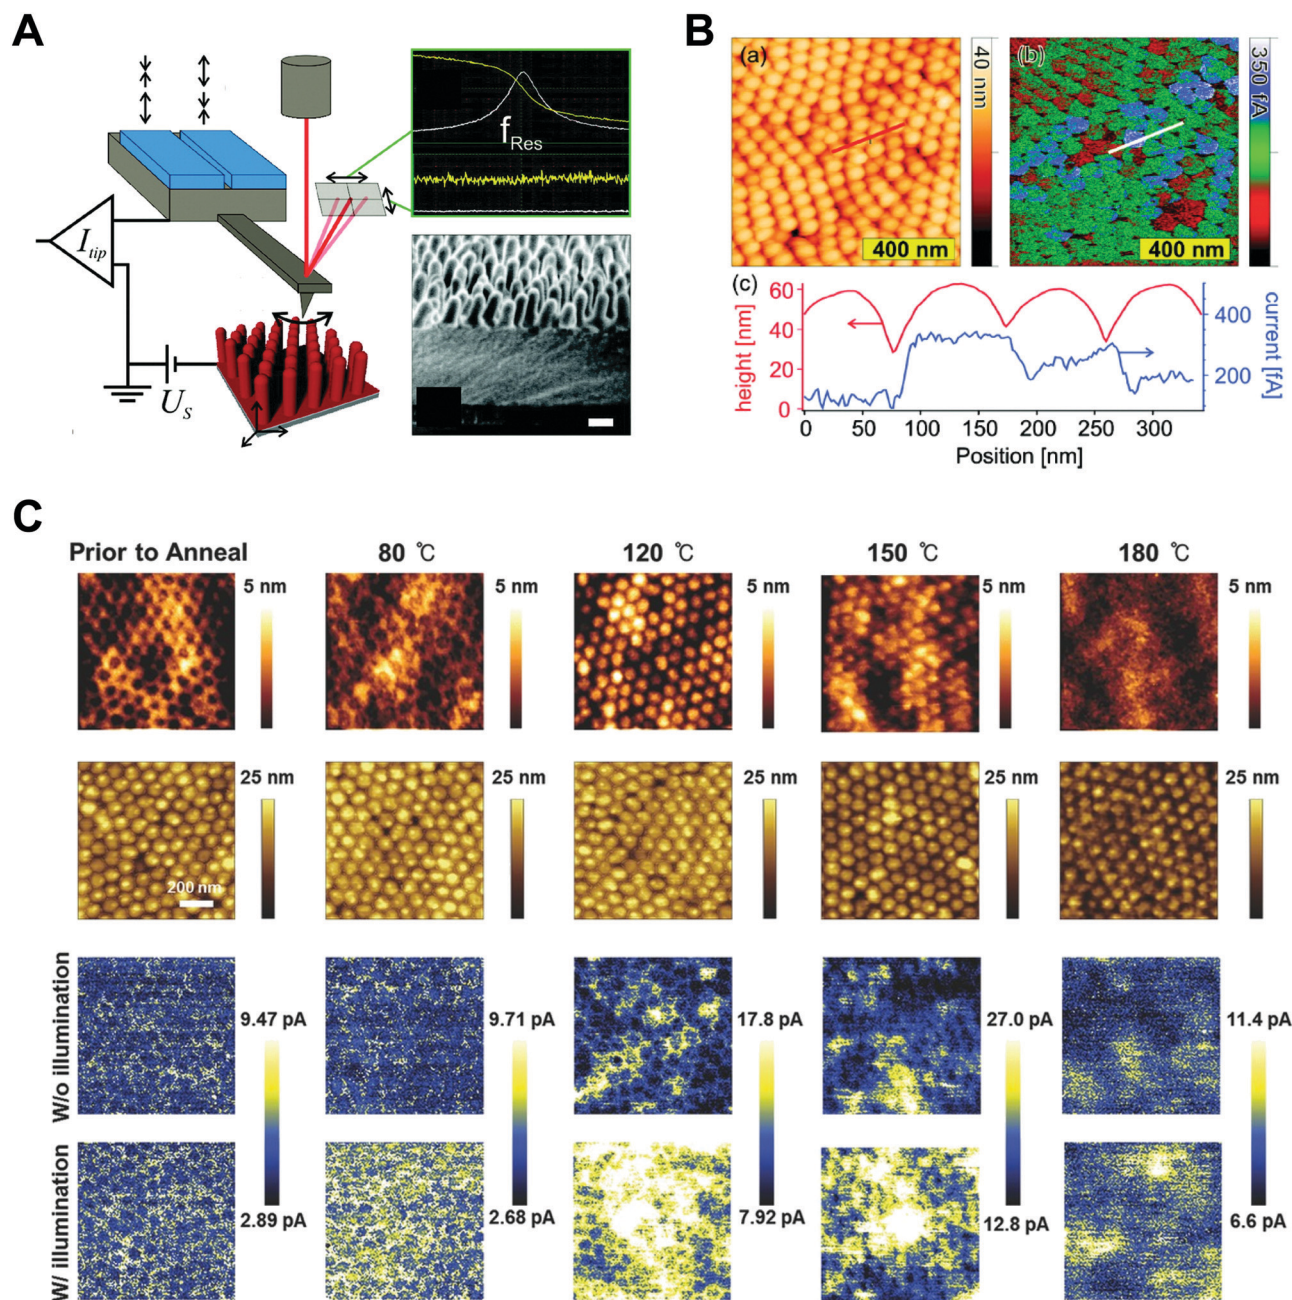 A
f Res
I tip
U S
B
(a)
40 nm
400 nm
(b)
350 fA
400 nm
(c)
height [nm]
60
40
20
0
current [fA]
400
200
0 50 100 150 200 250 300
Position [nm]
C
Prior to Anneal 80 ℃ 120 ℃ 150 ℃ 180 ℃
5 nm 5 nm 5 nm 5 nm 5 nm
25 nm 25 nm 25 nm 25 nm 25 nm
200 nm
W/o illumination
9.47 pA 9.71 pA 17.8 pA 27.0 pA 11.4 pA
W/ illumination
2.89 pA 2.68 pA 7.92 pA 12.8 pA 6.6 pA